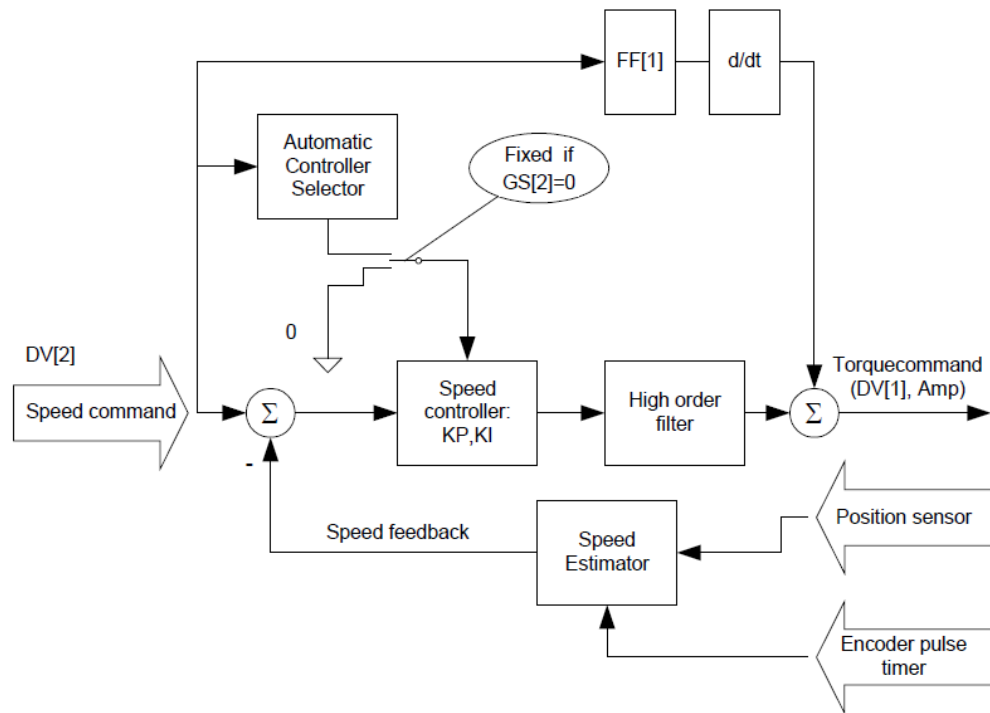 FF[1]
d/dt
Automatic
Controller
Selector
Fixed if
GS[2]=0
0
DV[2]
Speed command
Σ
-
Speed
controller:
KP,KI
High order
filter
Σ
Torquecommand
(DV[1], Amp)
Speed feedback
Speed
Estimator
Position sensor
Encoder pulse
timer